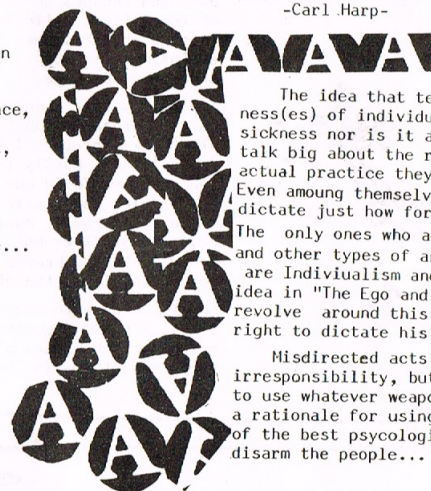 -Carl Harp-
n
ce,
,
...
The idea that te
ness(es) of individu
sickness nor is it a
talk big about the r
actual practice they
Even amoung themselv
dictate just how for
The only ones who a
and other types of a
are Indiviualism and
idea in "The Ego and
revolve around this
right to dictate his
Misdirected acts
irresponsibility, but
to use whatever weapo
a rationale for using
of the best psycologi
disarm the people...
A A A
A A A
A A
A A
A A
A A
A A
A A A